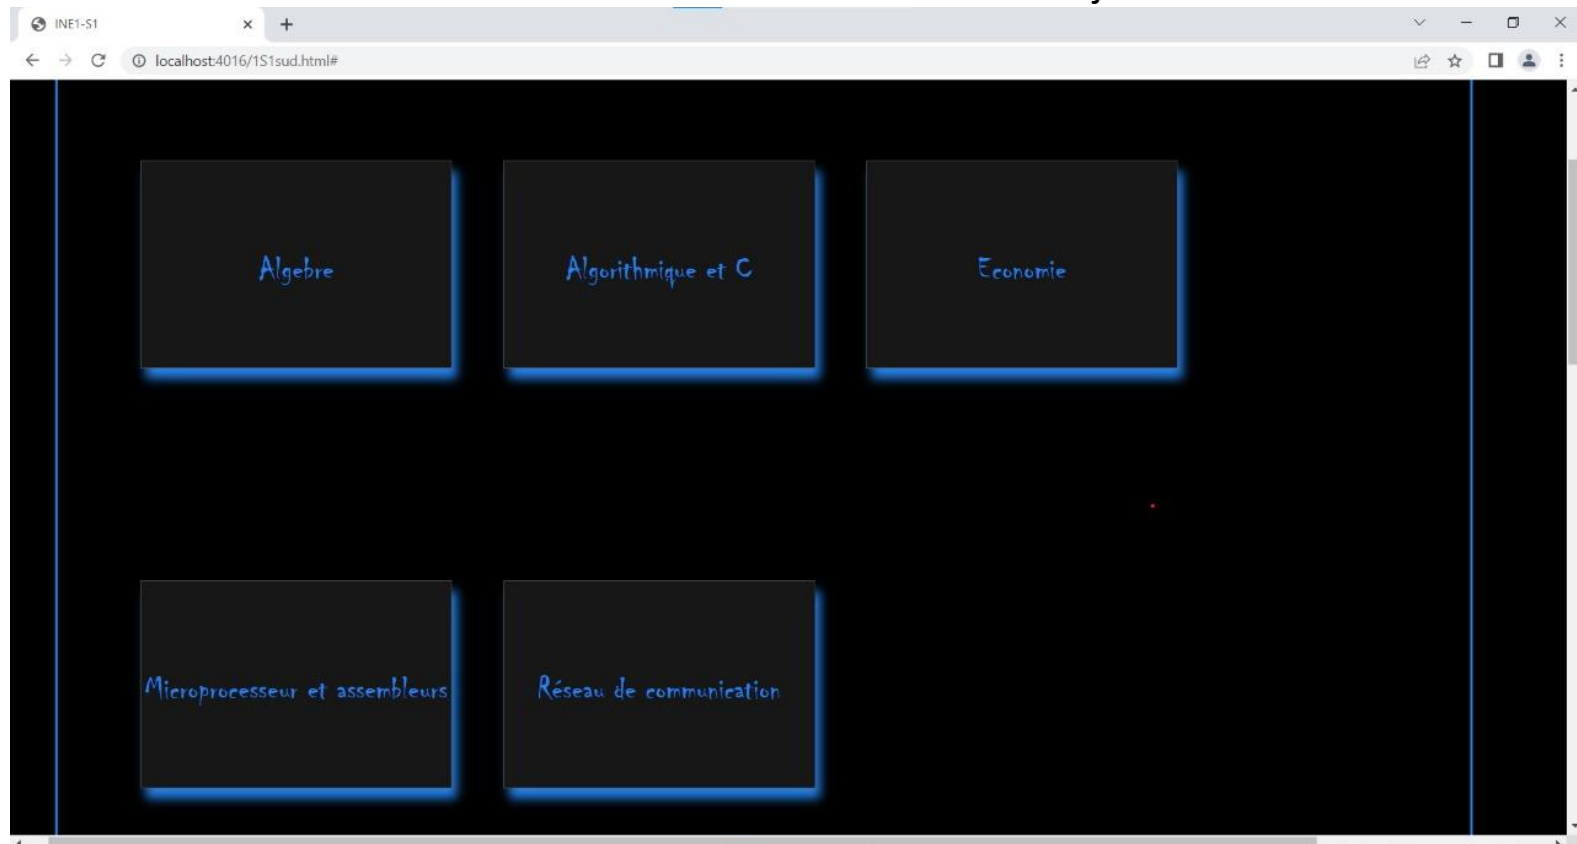 INE1-S1
localhost:4016/1S1sud.html#
Algebre
Algorithmique et C
Economie
Microprocesseur et assembleurs
Réseau de communication